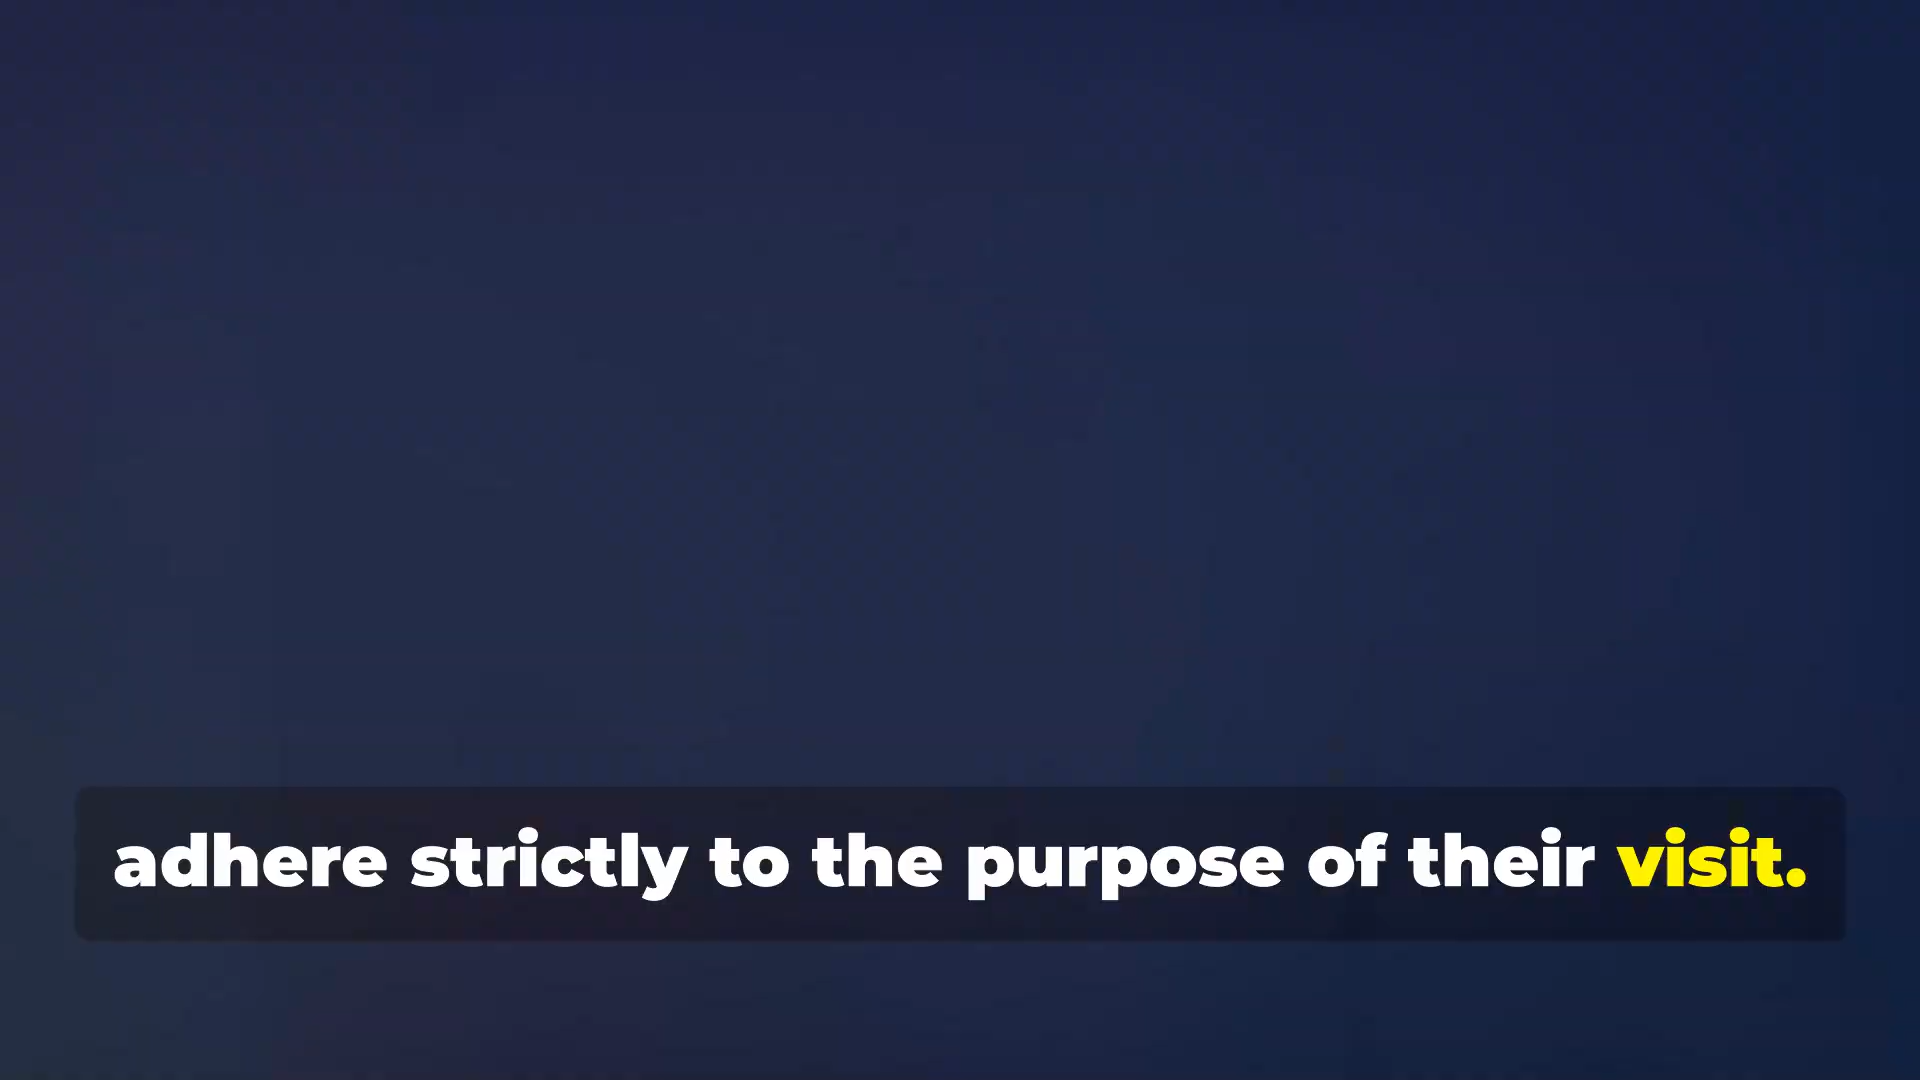 adhere strictly to the purpose of their visit.